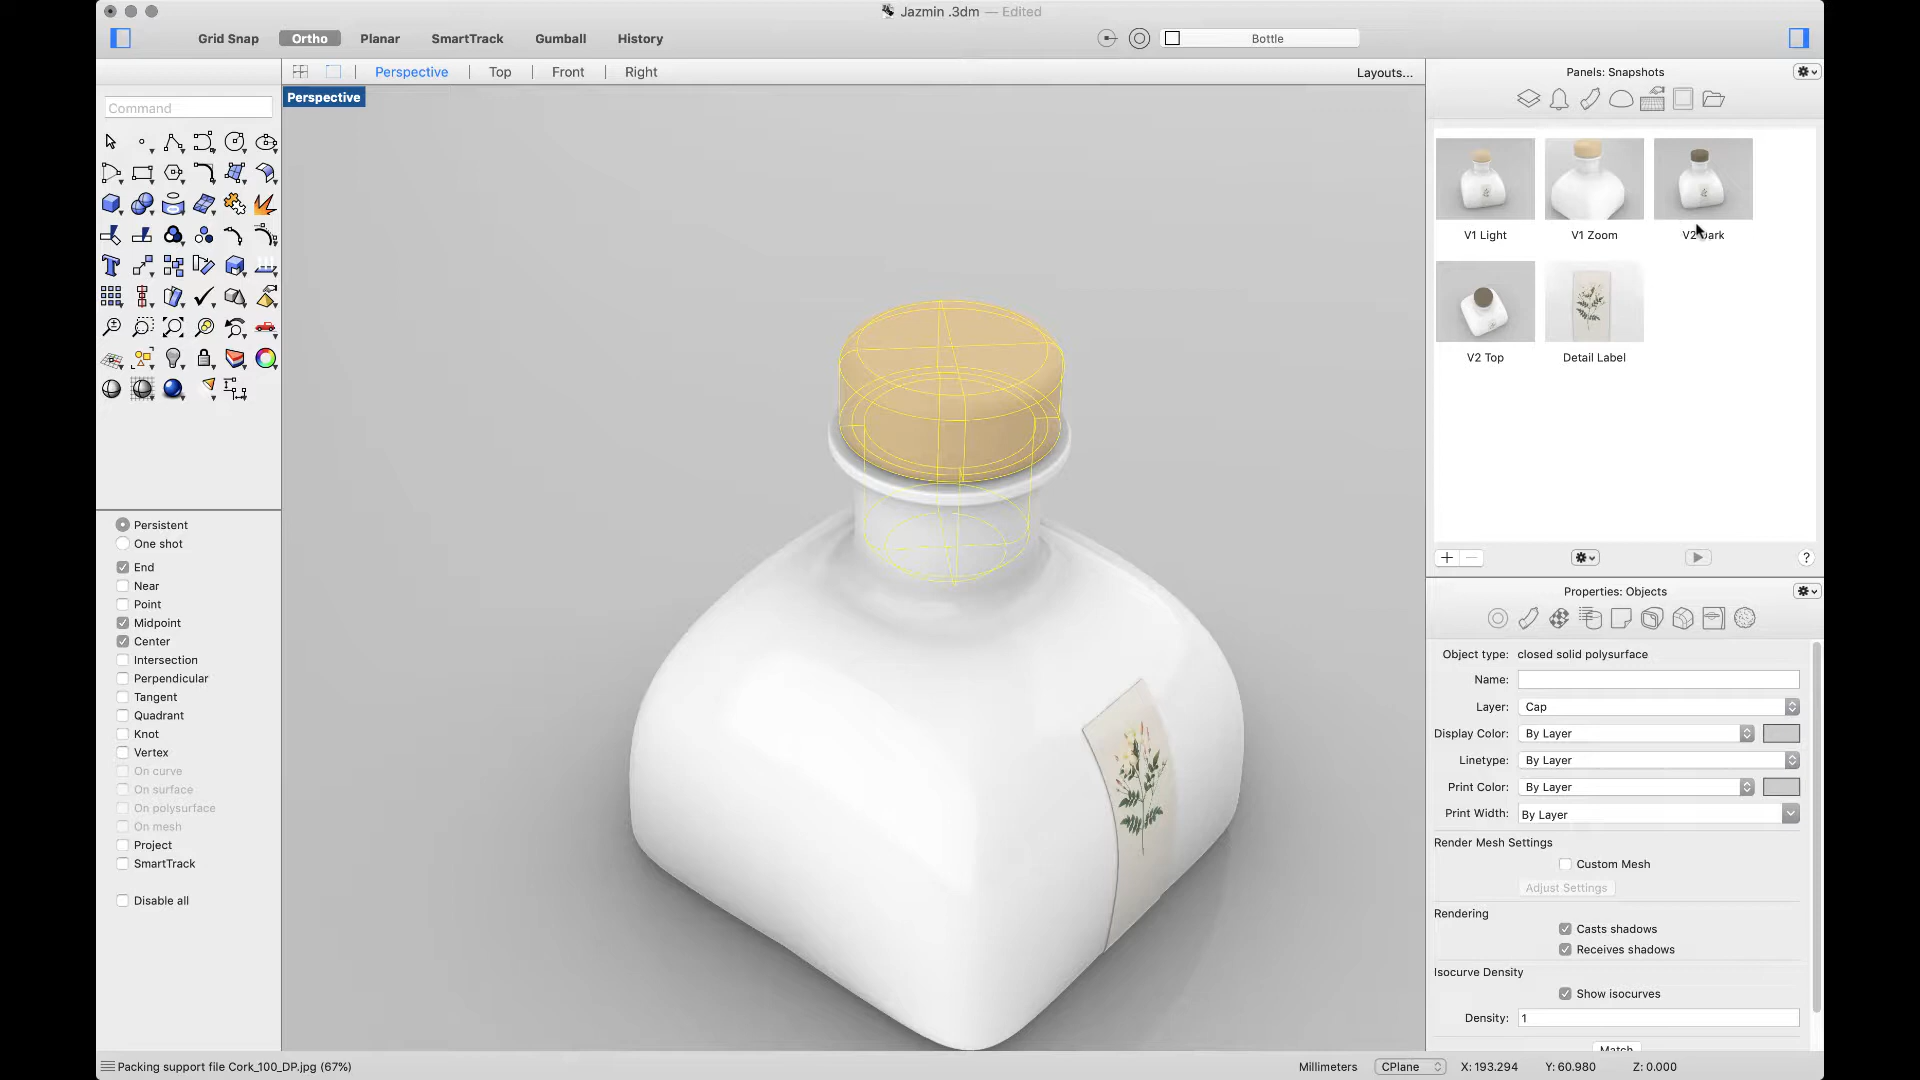 Jazmin .3dm — Edited
Grid Snap
Ortho
Planar
SmartTrack
Gumball
History
Bottle
Perspective
Top
Front
Right
Layouts...
Perspective
Command
Persistent
One shot
End
Near
Point
Midpoint
Center
Intersection
Perpendicular
Tangent
Quadrant
Knot
Vertex
On curve
On surface
On polysurface
On mesh
Project
SmartTrack
Disable all
Panels: Snapshots
V1 Light
V1 Zoom
V2 Dark
V2 Top
Detail Label
?
Properties: Objects
Object type: closed solid polysurface
Name:
Layer: Cap
Display Color: By Layer
Linetype: By Layer
Print Color: By Layer
Print Width: By Layer
Render Mesh Settings
Custom Mesh
Adjust Settings
Rendering
Casts shadows
Receives shadows
Isocurve Density
Show isocurves
Density: 1
Match
Packing support file Cork_100_DP.jpg (67%)
Millimeters
CPlane
X: 193.294
Y: 60.980
Z: 0.000